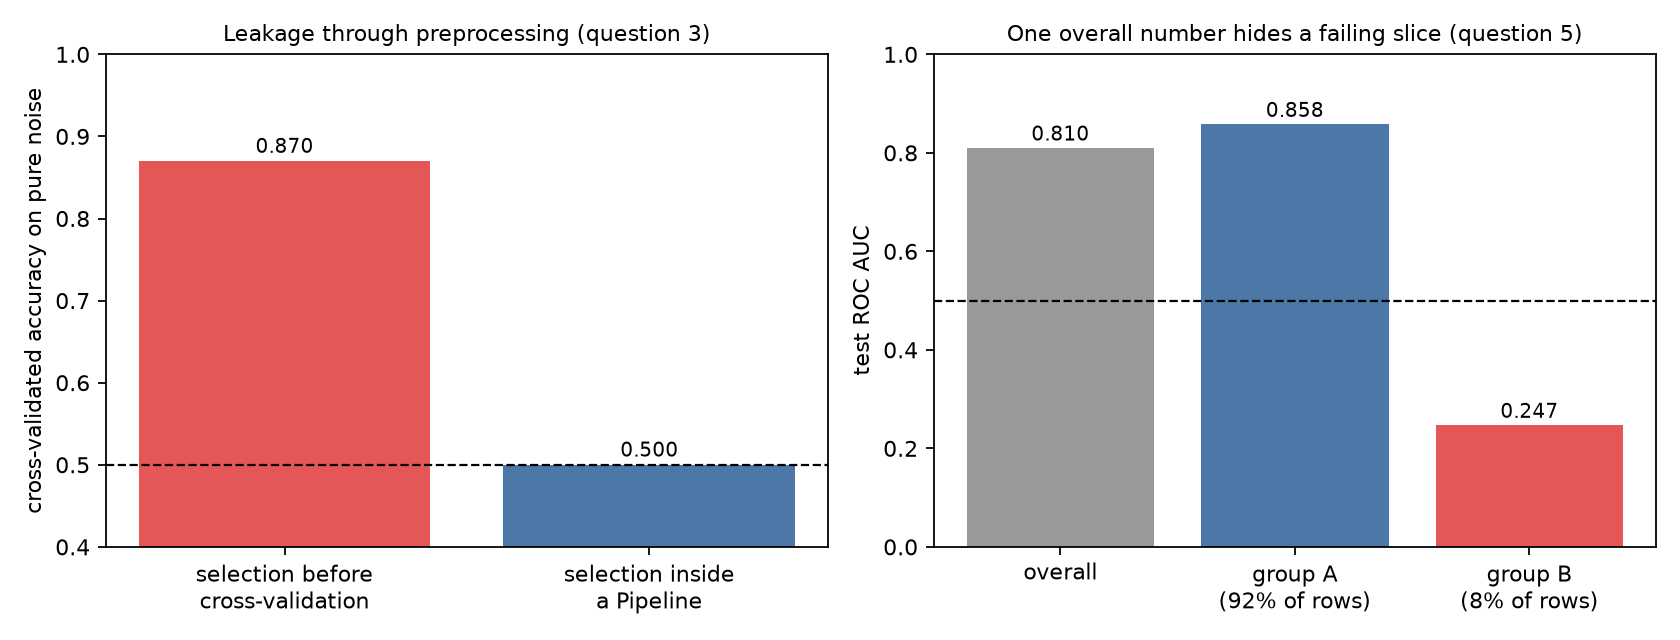 Leakage through preprocessing (question 3)
cross-validated accuracy on pure noise
1.0
0.9
0.8
0.7
0.6
0.5
0.4
0.870
0.500
selection before
cross-validation
selection inside
a Pipeline
One overall number hides a failing slice (question 5)
test ROC AUC
1.0
0.8
0.6
0.4
0.2
0.0
0.810
0.858
0.247
overall
group A
(92% of rows)
group B
(8% of rows)